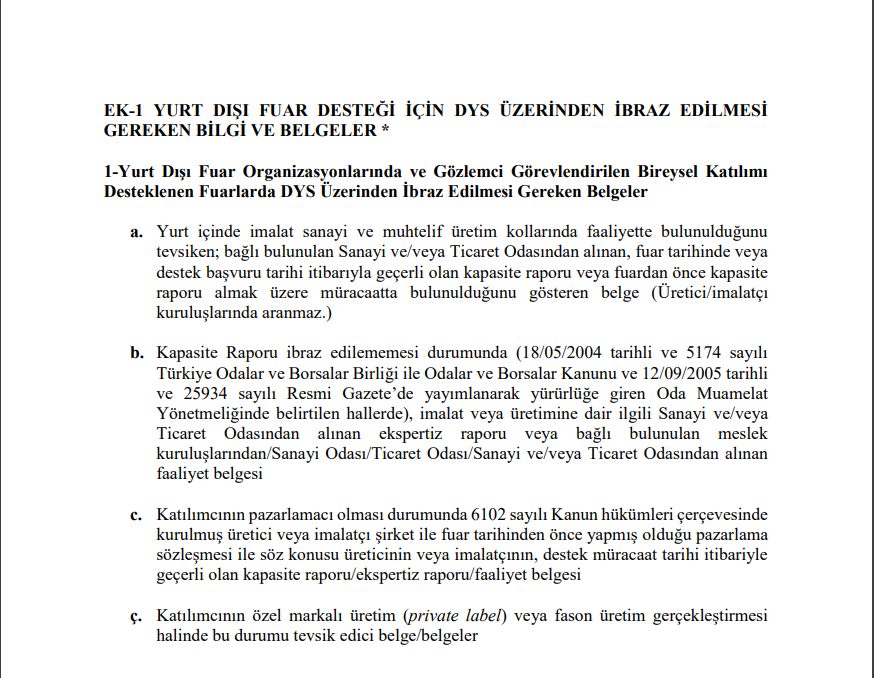 EK-1 YURT DIŞI FUAR DESTEĞİ İÇİN DYS ÜZERİNDEN İBRAZ EDİLMESİ
GEREKEN BİLGİ VE BELGELER *
1-Yurt Dışı Fuar Organizasyonlarında ve Gözlemci Görevlendirilen Bireysel Katılımı
Desteklenen Fuarlarda DYS Üzerinden İbraz Edilmesi Gereken Belgeler
a. Yurt içinde imalat sanayi ve muhtelif üretim kollarında faaliyette bulunulduğunu
tevsiken; bağlı bulunulan Sanayi ve/veya Ticaret Odasından alınan, fuar tarihinde veya
destek başvuru tarihi itibarıyla geçerli olan kapasite raporu veya fuardan önce kapasite
raporu almak üzere müracaatta bulunulduğunu gösteren belge (Üretici/imalatçı
kuruluşlarında aranmaz.)
b. Kapasite Raporu ibraz edilememesi durumunda (18/05/2004 tarihli ve 5174 sayılı
Türkiye Odalar ve Borsalar Birliği ile Odalar ve Borsalar Kanunu ve 12/09/2005 tarihli
ve 25934 sayılı Resmi Gazete’de yayımlanarak yürürlüğe giren Oda Muamelat
Yönetmeliğinde belirtilen hallerde), imalat veya üretimine dair ilgili Sanayi ve/veya
Ticaret Odasından alınan ekspertiz raporu veya bağlı bulunulan meslek
kuruluşlarından/Sanayi Odası/Ticaret Odası/Sanayi ve/veya Ticaret Odasından alınan
faaliyet belgesi
c. Katılımcının pazarlamacı olması durumunda 6102 sayılı Kanun hükümleri çerçevesinde
kurulmuş üretici veya imalatçı şirket ile fuar tarihinden önce yapmış olduğu pazarlama
sözleşmesi ile söz konusu üreticinin veya imalatçının, destek müracaat tarihi itibariyle
geçerli olan kapasite raporu/ekspertiz raporu/faaliyet belgesi
ç. Katılımcının özel markalı üretim (private label) veya fason üretim gerçekleştirmesi
halinde bu durumu tevsik edici belge/belgeler